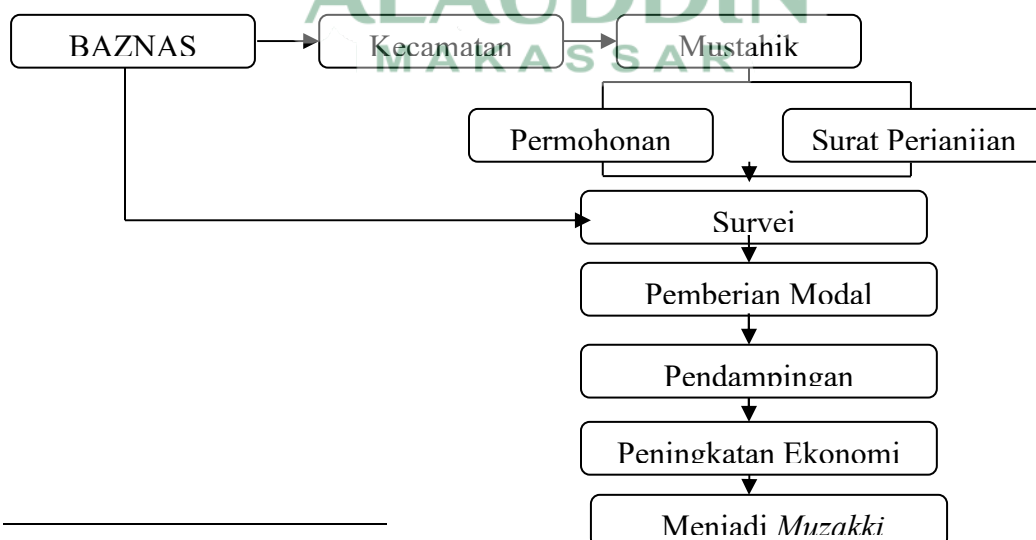 ALAUDDIN
MAKASSAR
BAZNAS
Kecamatan
Mustahik
Permohonan
Surat Perjanjian
Survei
Pemberian Modal
Pendampingan
Peningkatan Ekonomi
Menjadi Muzakki